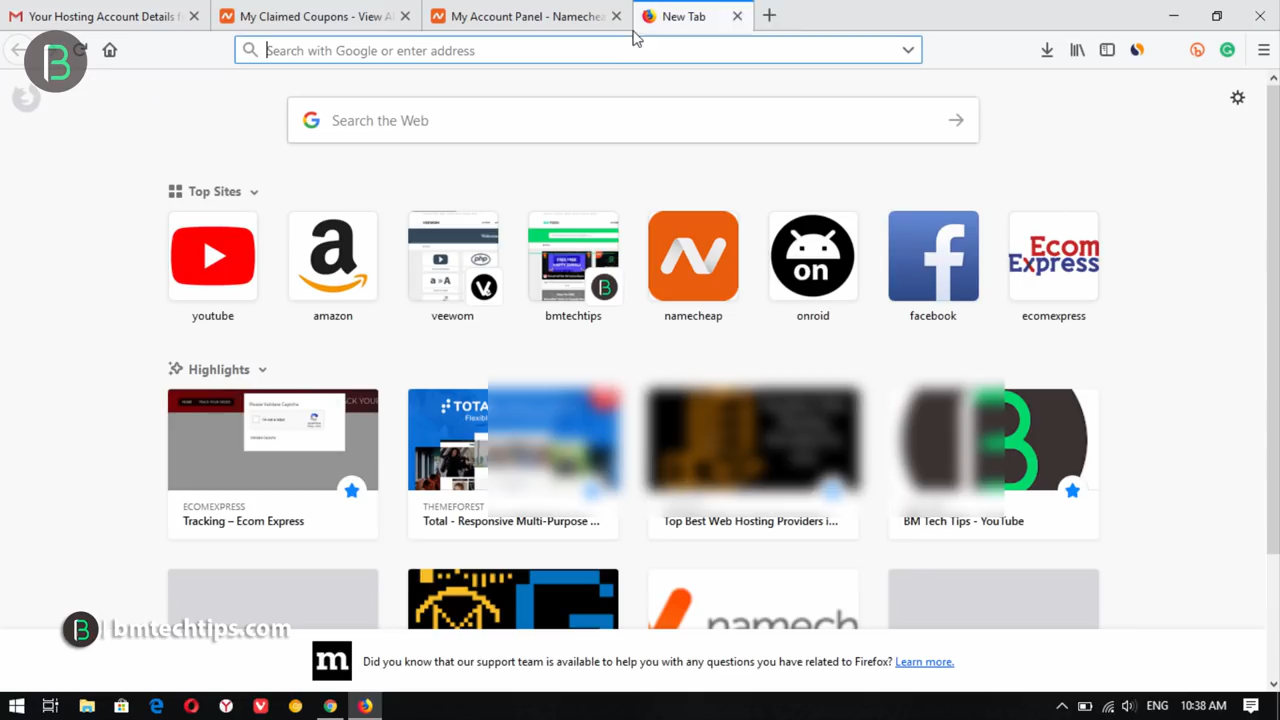 Your Hosting Account Details f
My Claimed Coupons - View Al
My Account Panel - Namechea
New Tab
Search with Google or enter address
Search the Web
Top Sites
on
Ecom
Express
youtube
amazon
veewom
bmtechtips
namecheap
onroid
facebook
ecomexpress
Highlights
TOTA
Flexib
ECOMEXPRESS
Tracking – Ecom Express
THEMEFOREST
Total - Responsive Multi-Purpose ...
Top Best Web Hosting Providers i...
BM Tech Tips - YouTube
namech
bmtechtips.com
Did you know that our support team is available to help you with any questions you have related to Firefox? Learn more.
ENG
10:38 AM